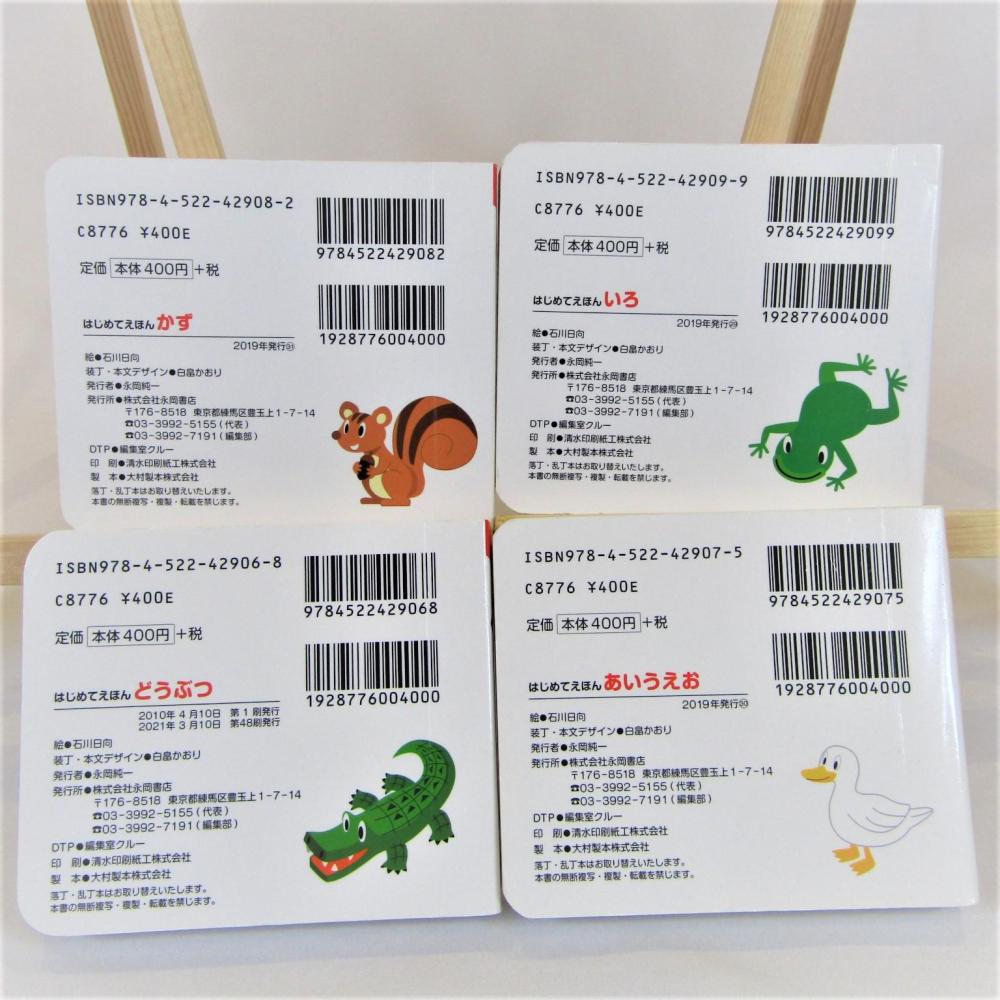 ISBN978-4-522-42908-2
C8776 ¥400E
定価 本体400円+税
9784522429082
1928776004000
はじめてえほん かず
2019年発行㉛
絵●石川日向
装丁・本文デザイン●白畠かおり
発行者●永岡純一
発行所●株式会社永岡書店
〒176-8518 東京都練馬区豊玉上1-7-14
☎03-3992-5155(代表)
☎03-3992-7191(編集部)
DTP●編集室クルー
印 刷●清水印刷紙工株式会社
製 本●大村製本株式会社
落丁・乱丁本はお取り替えいたします。
本書の無断複写・複製・転載を禁じます。
ISBN978-4-522-42909-9
C8776 ¥400E
定価 本体400円+税
9784522429099
1928776004000
はじめてえほん いろ
2019年発行
絵●石川日向
装丁・本文デザイン●白畠かおり
発行者●永岡純一
発行所●株式会社永岡書店
〒176-8518 東京都練馬区豊玉上1-7-14
☎03-3992-5155(代表)
☎03-3992-7191(編集部)
DTP●編集室クルー
印 刷●清水印刷紙工株式会社
製 本●大村製本株式会社
落丁・乱丁本はお取り替えいたします。
本書の無断複写・複製・転載を禁じます。
ISBN978-4-522-42906-8
C8776 ¥400E
定価 本体400円+税
9784522429068
1928776004000
はじめてえほん どうぶつ
2010年4月10日 第1刷発行
2021年3月10日 第48刷発行
絵●石川日向
装丁・本文デザイン●白畠かおり
発行者●永岡純一
発行所●株式会社永岡書店
〒176-8518 東京都練馬区豊玉上1-7-14
☎03-3992-5155(代表)
☎03-3992-7191(編集部)
DTP●編集室クルー
印 刷●清水印刷紙工株式会社
製 本●大村製本株式会社
落丁・乱丁本はお取り替えいたします。
本書の無断複写・複製・転載を禁じます。
ISBN978-4-522-42907-5
C8776 ¥400E
定価 本体400円+税
9784522429075
1928776004000
はじめてえほん あいうえお
2019年発行
絵●石川日向
装丁・本文デザイン●白畠かおり
発行者●永岡純一
発行所●株式会社永岡書店
〒176-8518 東京都練馬区豊玉上1-7-14
☎03-3992-5155(代表)
☎03-3992-7191(編集部)
DTP●編集室クルー
印 刷●清水印刷紙工株式会社
製 本●大村製本株式会社
落丁・乱丁本はお取り替えいたします。
本書の無断複写・複製・転載を禁じます。